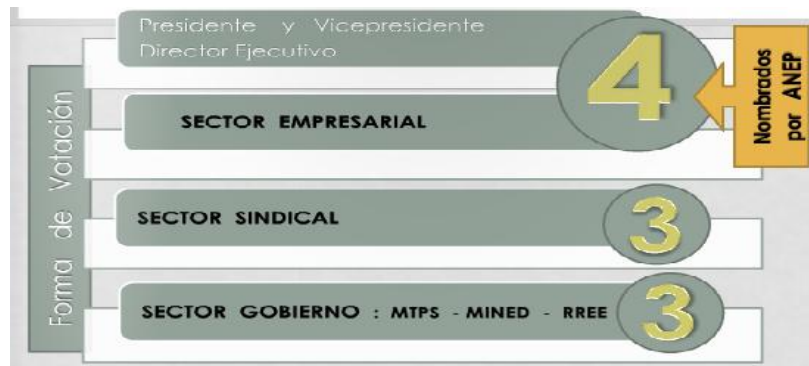 Presidente y Vicepresidente
Director Ejecutivo
4
Nombrados
por ANEP
Forma de Votación
SECTOR EMPRESARIAL
SECTOR SINDICAL
3
SECTOR GOBIERNO : MTPS - MINED - RREE
3